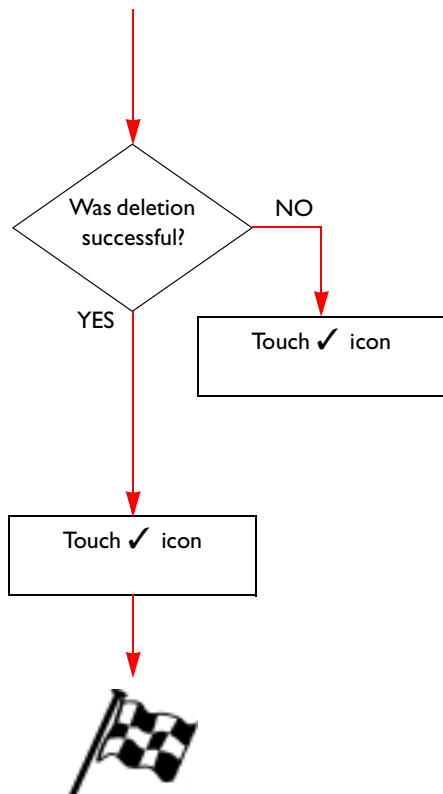 Was deletion
successful?
NO
YES
Touch ✓ icon
Touch ✓ icon